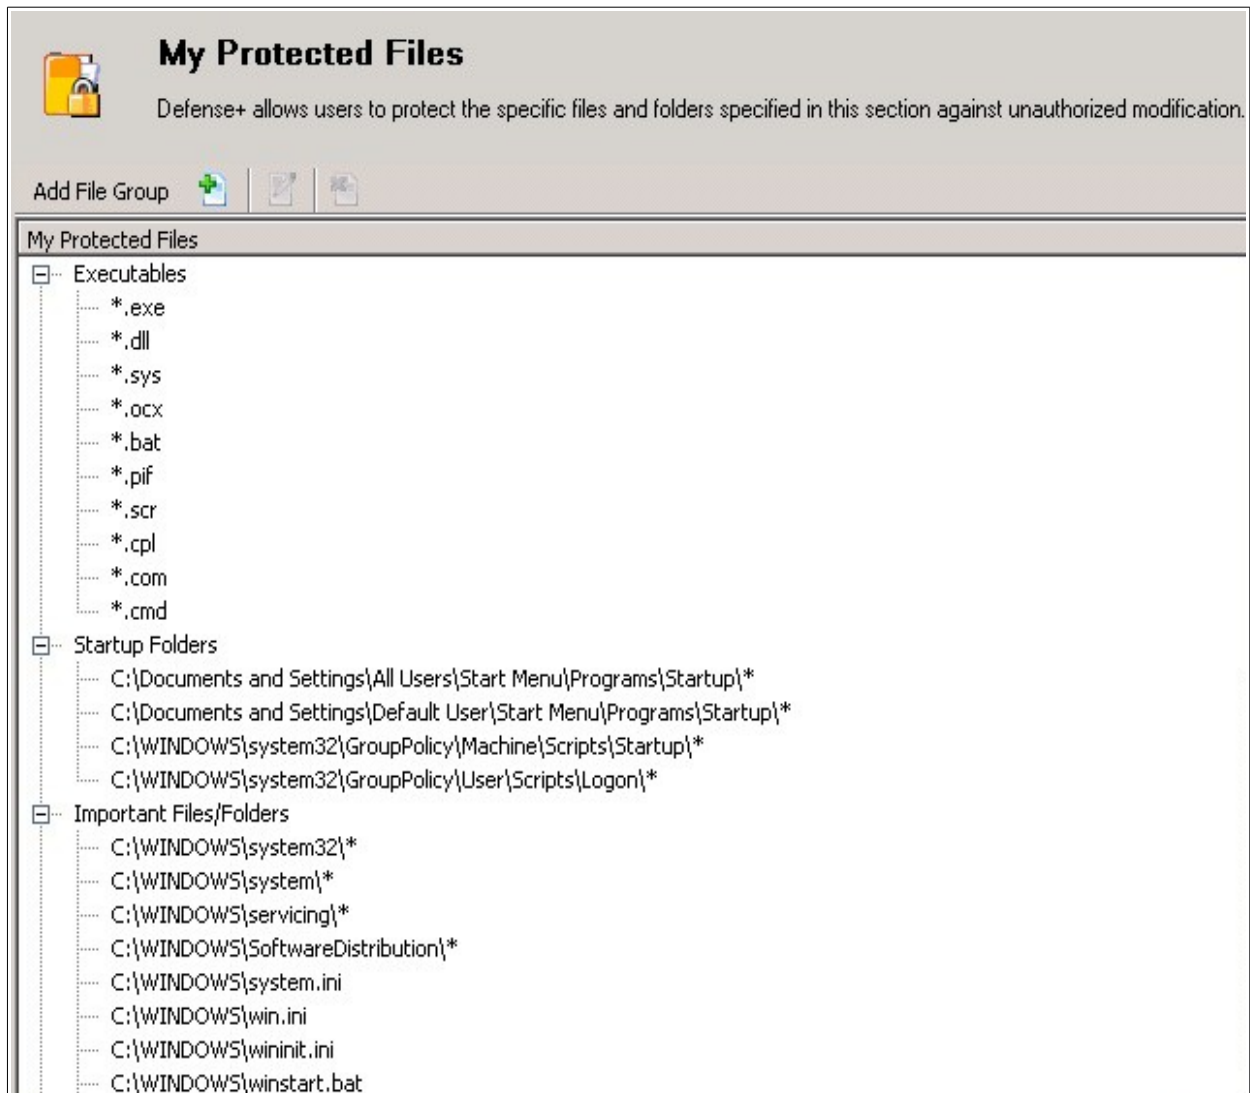 My Protected Files
Defense+ allows users to protect the specific files and folders specified in this section against unauthorized modification.
Add File Group
My Protected Files
Executables
*.exe
*.dll
*.sys
*.ocx
*.bat
*.pif
*.scr
*.cpl
*.com
*.cmd
Startup Folders
C:\Documents and Settings\All Users\Start Menu\Programs\Startup\*
C:\Documents and Settings\Default User\Start Menu\Programs\Startup\*
C:\WINDOWS\system32\GroupPolicy\Machine\Scripts\Startup\*
C:\WINDOWS\system32\GroupPolicy\User\Scripts\Logon\*
Important Files/Folders
C:\WINDOWS\system32\*
C:\WINDOWS\system\*
C:\WINDOWS\servicing\*
C:\WINDOWS\SoftwareDistribution\*
C:\WINDOWS\system.ini
C:\WINDOWS\win.ini
C:\WINDOWS\wininit.ini
C:\WINDOWS\winstart.bat